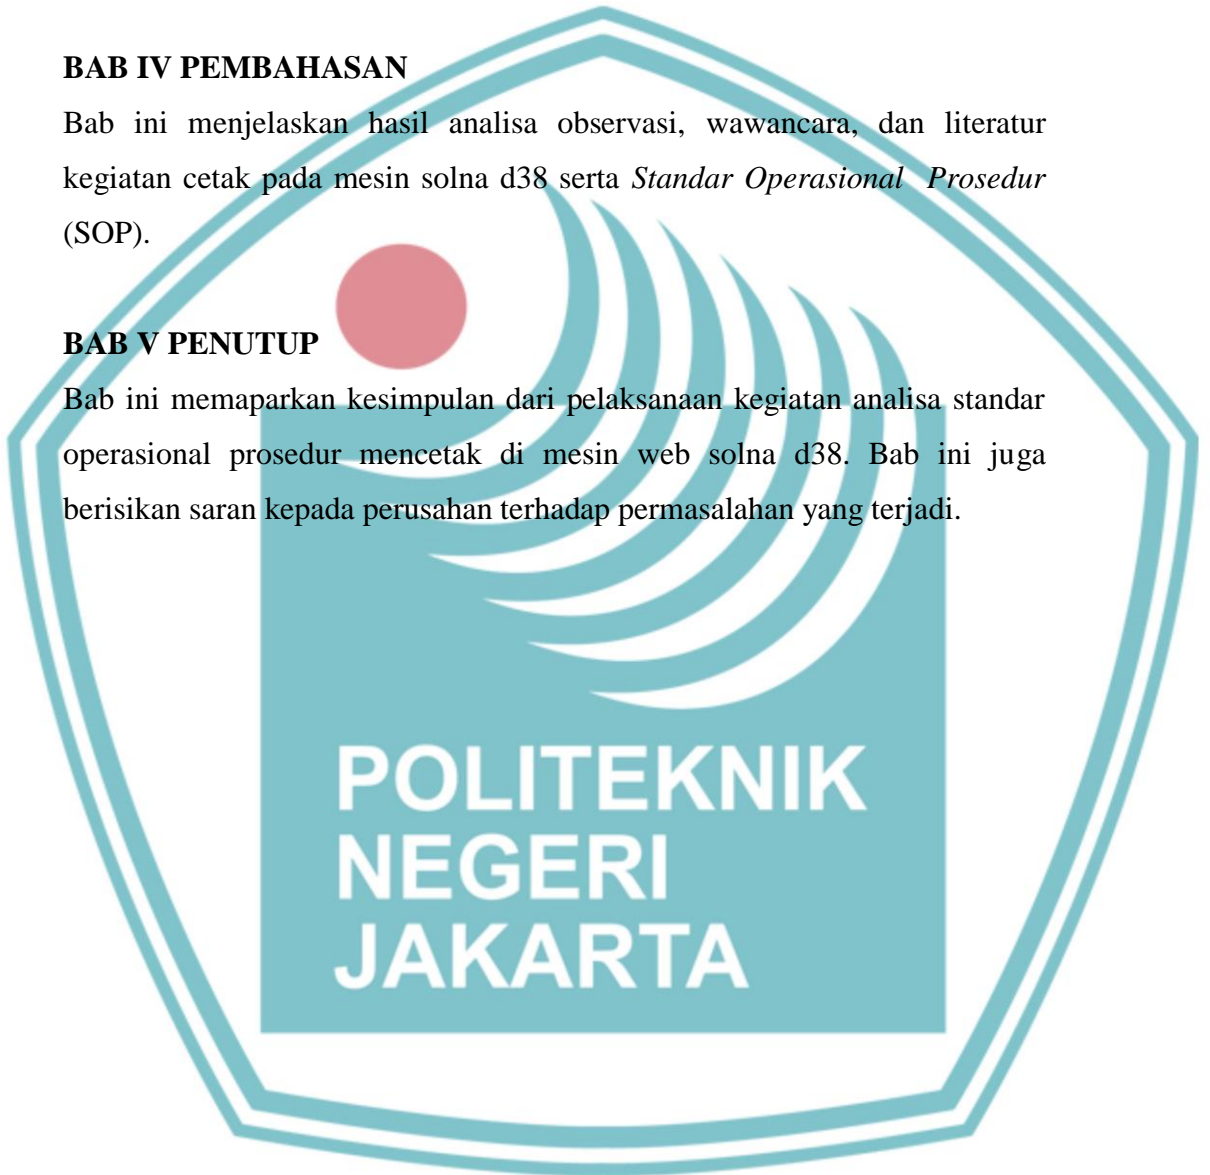 BAB IV PEMBAHASAN
Bab ini menjelaskan hasil analisa observasi, wawancara, dan literatur
kegiatan cetak pada mesin solna d38 serta Standar Operasional Prosedur
(SOP).
BAB V PENUTUP
Bab ini memaparkan kesimpulan dari pelaksanaan kegiatan analisa standar
operasional prosedur mencetak di mesin web solna d38. Bab ini juga
berisikan saran kepada perusahan terhadap permasalahan yang terjadi.
POLITEKNIK
NEGERI
JAKARTA